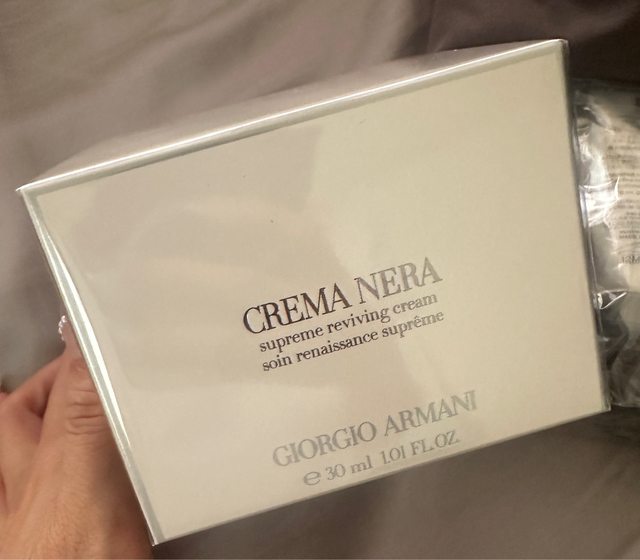 CREMA NERA
supreme reviving cream
soin renaissance suprême
GIORGIO ARMANI
℮ 30 ml 1.01 FL.OZ.